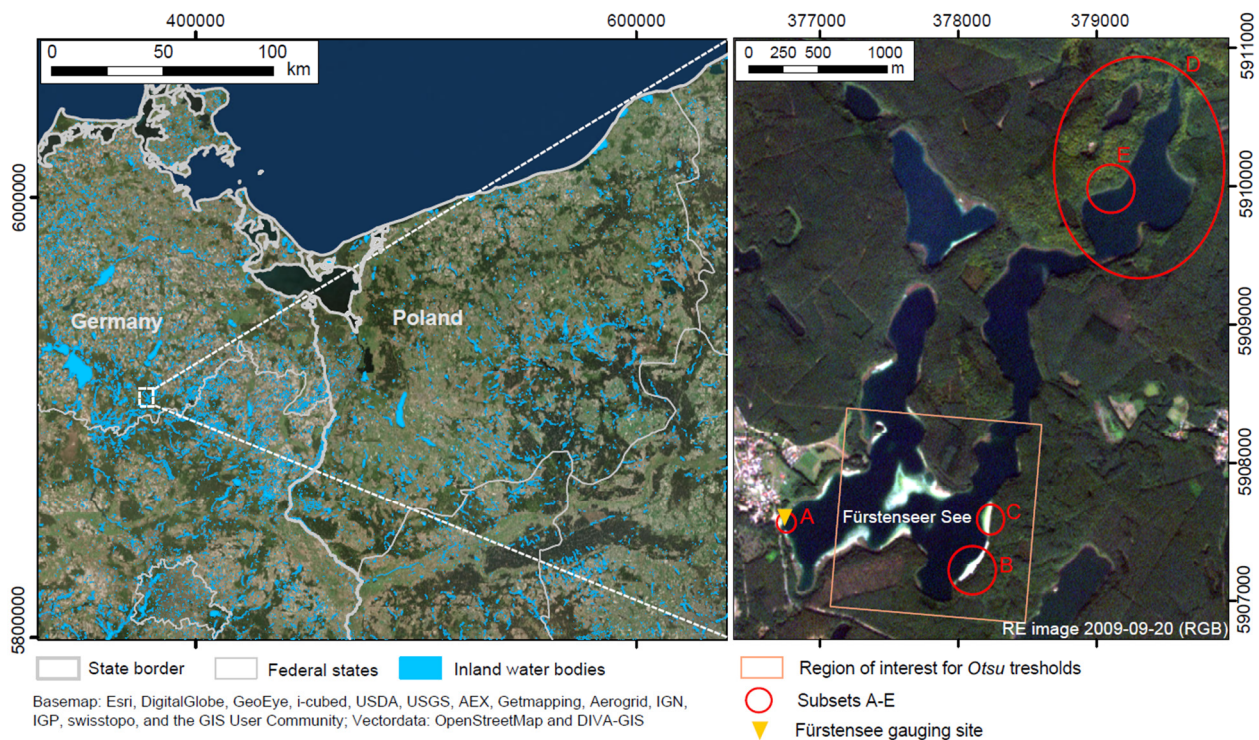 400000
600000
0
50
100
km
6000000
5800000
Germany
Poland
377000
378000
379000
0 250 500
1000
m
5911000
5910000
5909000
5908000
5907000
D
E
A
Fürstenseer See
C
B
RE image 2009-09-20 (RGB)
State border
Federal states
Inland water bodies
Basemap: Esri, DigitalGlobe, GeoEye, i-cubed, USDA, USGS, AEX, Getmapping, Aerogrid, IGN,
IGP, swisstopo, and the GIS User Community; Vectordata: OpenStreetMap and DIVA-GIS
Region of interest for Otsu tresholds
Subsets A-E
Fürstensee gauging site